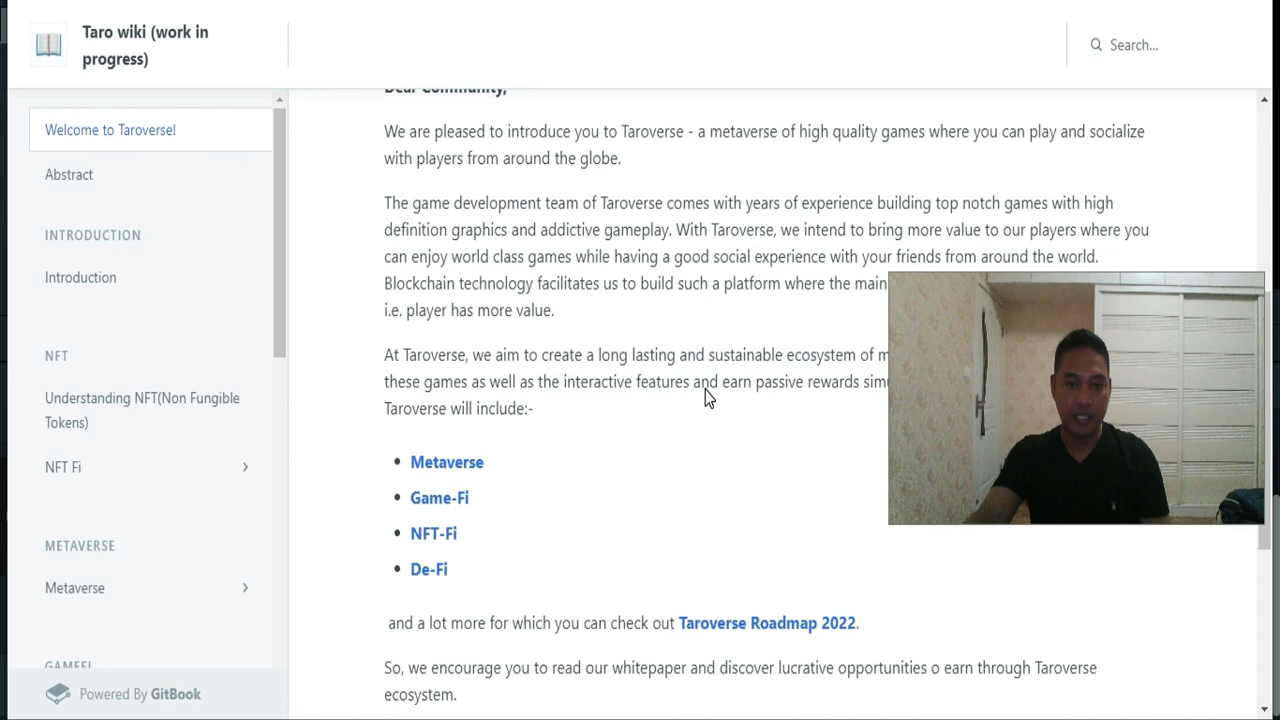 Taro wiki (work in
progress)
Search...
Welcome to Taroverse!
Abstract
INTRODUCTION
Introduction
NFT
Understanding NFT(Non Fungible
Tokens)
NFT Fi
METAVERSE
Metaverse
GAMEFI
Powered By GitBook
Dear Community,
We are pleased to introduce you to Taroverse - a metaverse of high quality games where you can play and socialize
with players from around the globe.
The game development team of Taroverse comes with years of experience building top notch games with high
definition graphics and addictive gameplay. With Taroverse, we intend to bring more value to our players where you
can enjoy world class games while having a good social experience with your friends from around the world.
Blockchain technology facilitates us to build such a platform where the main
i.e. player has more value.
At Taroverse, we aim to create a long lasting and sustainable ecosystem of
these games as well as the interactive features and earn passive rewards
Taroverse will include:-
Metaverse
Game-Fi
NFT-Fi
De-Fi
and a lot more for which you can check out Taroverse Roadmap 2022.
So, we encourage you to read our whitepaper and discover lucrative opportunities o earn through Taroverse
ecosystem.